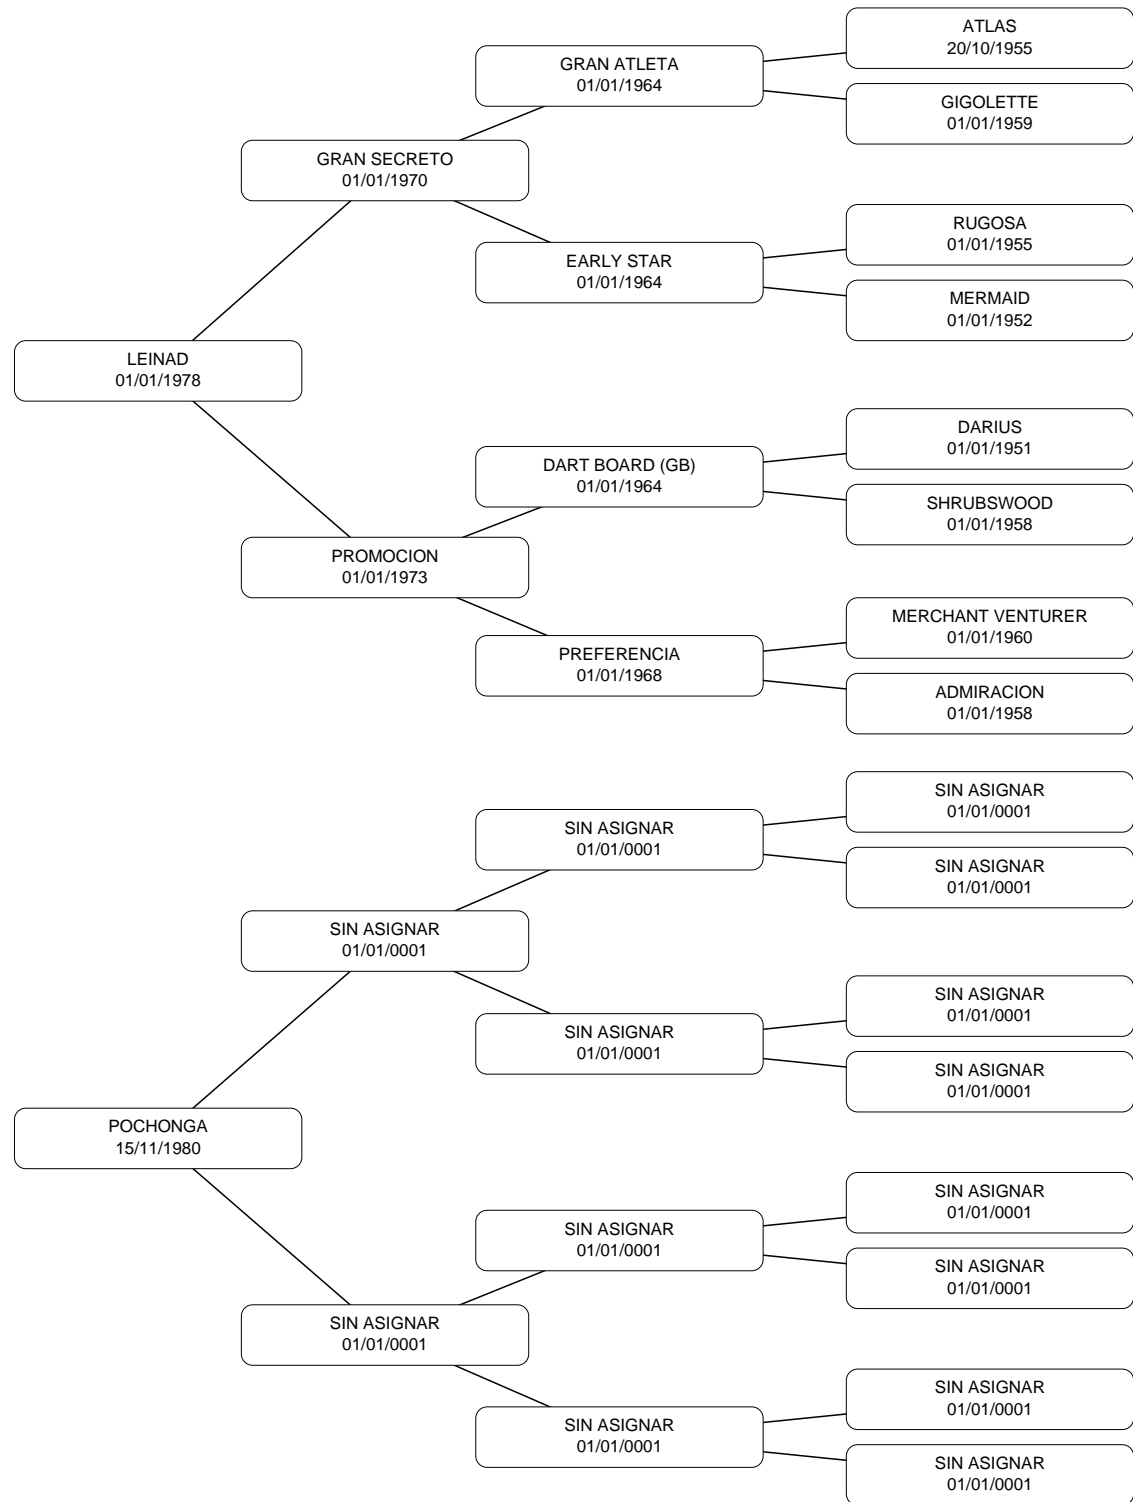 ATLAS
20/10/1955
GRAN ATLETA
01/01/1964
GIGOLETTE
01/01/1959
GRAN SECRETO
01/01/1970
RUGOSA
01/01/1955
EARLY STAR
01/01/1964
MERMAID
01/01/1952
LEINAD
01/01/1978
DARIUS
01/01/1951
DART BOARD (GB)
01/01/1964
SHRUBSWOOD
01/01/1958
PROMOCION
01/01/1973
MERCHANT VENTURER
01/01/1960
PREFERENCIA
01/01/1968
ADMIRACION
01/01/1958
SIN ASIGNAR
01/01/0001
SIN ASIGNAR
01/01/0001
SIN ASIGNAR
01/01/0001
SIN ASIGNAR
01/01/0001
SIN ASIGNAR
01/01/0001
SIN ASIGNAR
01/01/0001
SIN ASIGNAR
01/01/0001
POCHONGA
15/11/1980
SIN ASIGNAR
01/01/0001
SIN ASIGNAR
01/01/0001
SIN ASIGNAR
01/01/0001
SIN ASIGNAR
01/01/0001
SIN ASIGNAR
01/01/0001
SIN ASIGNAR
01/01/0001
SIN ASIGNAR
01/01/0001